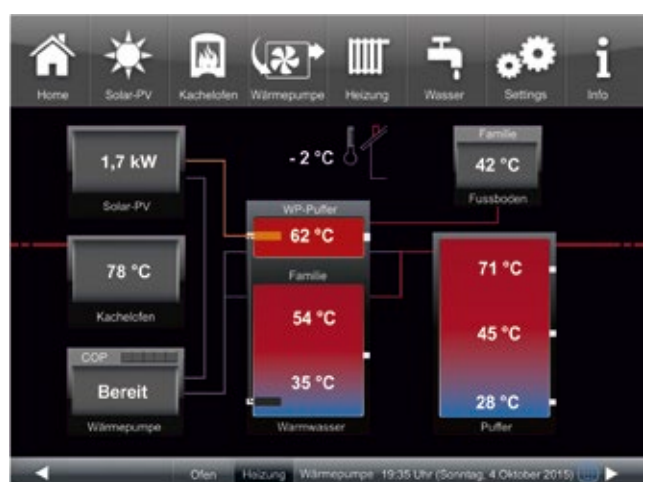 Home Solar-PV Kachelofen Wärmepumpe Heizung Wasser Settings Info
1,7 kW
Solar-PV
- 2 °C
Familie
42 °C
Fussboden
WP-Puffer
62 °C
78 °C
Kachelofen
Familie
54 °C
35 °C
Warmwasser
71 °C
45 °C
28 °C
Puffer
COP
Bereit
Wärmepumpe
Ofen Heizung Wärmepumpe 19:35 Uhr (Sonntag, 4.Oktober 2015)